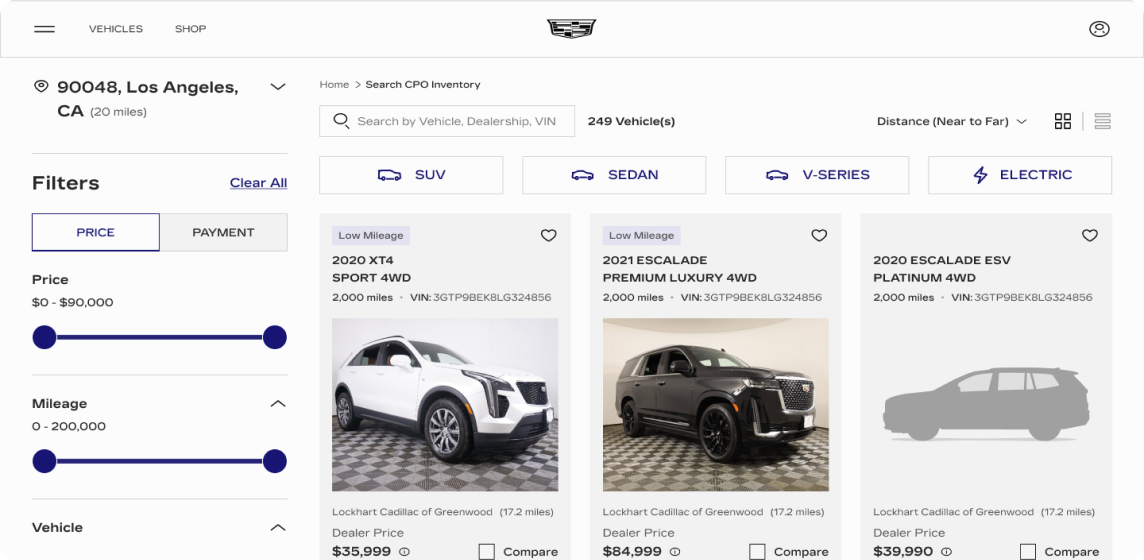 VEHICLES SHOP
90048, Los Angeles,
CA (20 miles)
Filters Clear All
PRICE PAYMENT
Price
$0 - $90,000
Mileage
0 - 200,000
Vehicle
Home > Search CPO Inventory
Search by Vehicle, Dealership, VIN 249 Vehicle(s) Distance (Near to Far)
SUV SEDAN V-SERIES ELECTRIC
Low Mileage
2020 XT4
SPORT 4WD
2,000 miles • VIN: 3GTP9BEK8LG324856
Lockhart Cadillac of Greenwood (17.2 miles)
Dealer Price
$35,999 Compare
Low Mileage
2021 ESCALADE
PREMIUM LUXURY 4WD
2,000 miles • VIN: 3GTP9BEK8LG324856
Lockhart Cadillac of Greenwood (17.2 miles)
Dealer Price
$84,999 Compare
2020 ESCALADE ESV
PLATINUM 4WD
2,000 miles • VIN: 3GTP9BEK8LG324856
Lockhart Cadillac of Greenwood (17.2 miles)
Dealer Price
$39,990 Compare